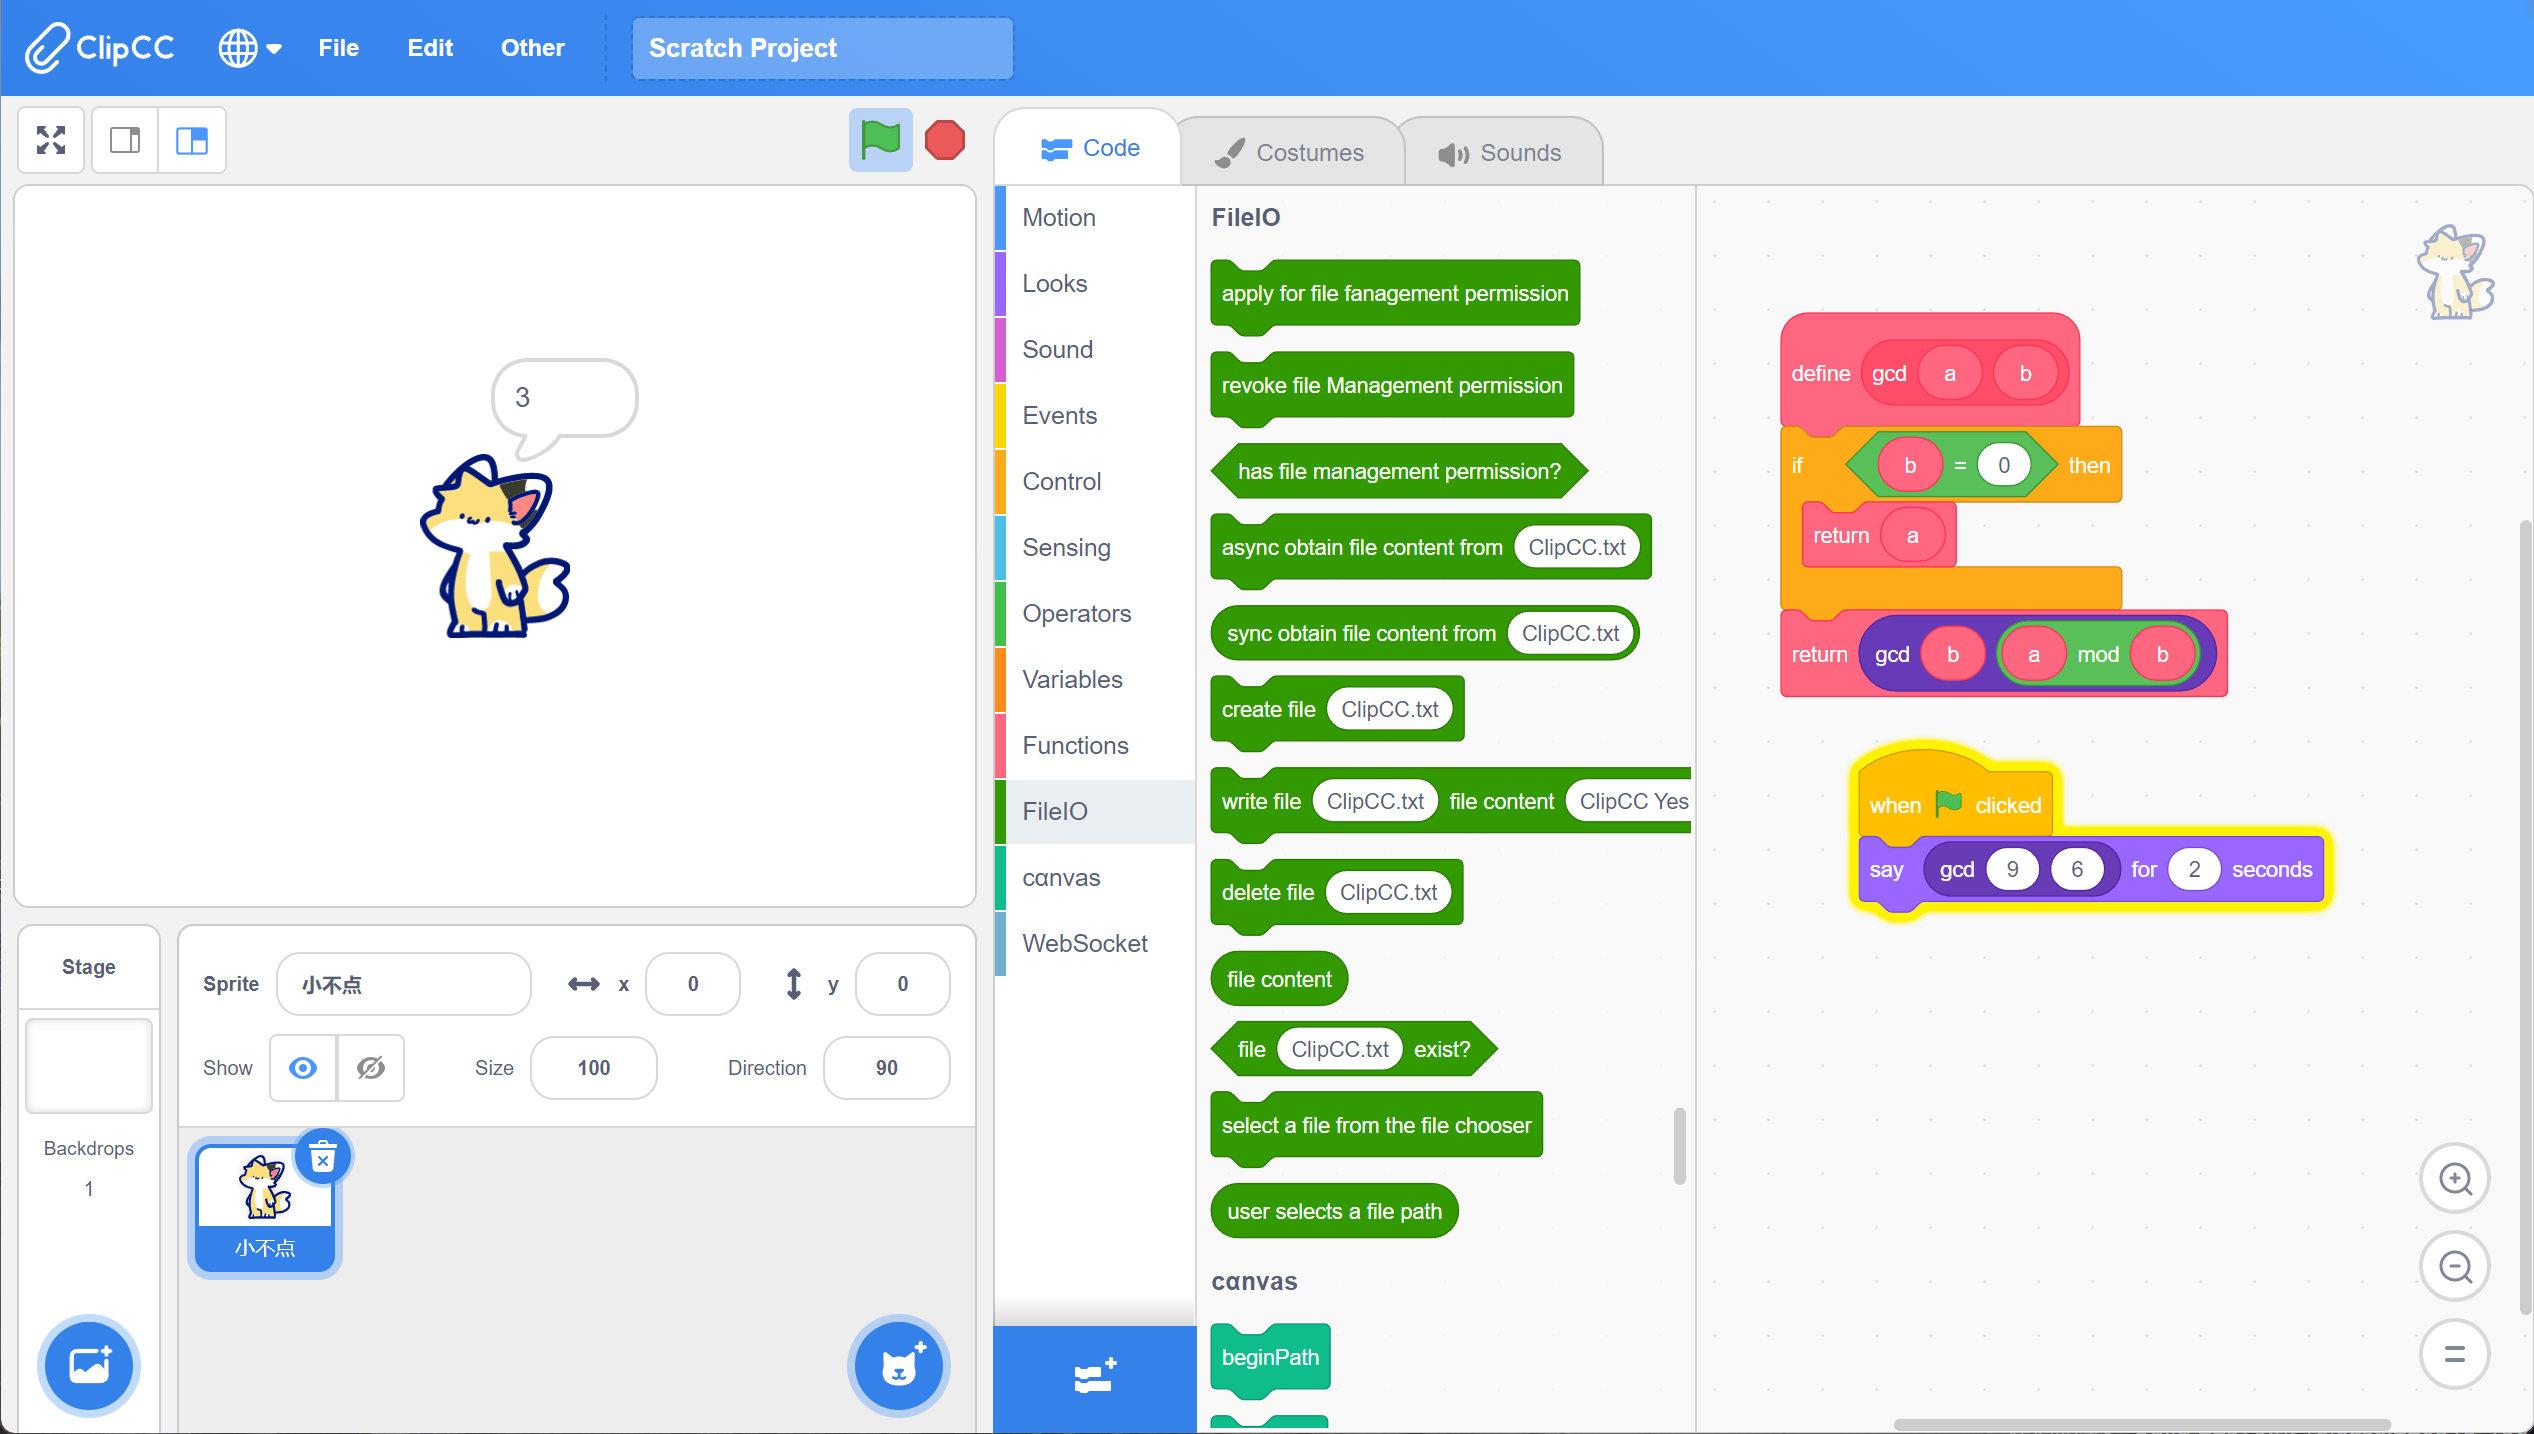 ClipCC File Edit Other Scratch Project
Code Costumes Sounds
3
Stage
Backdrops
1
Sprite 小不点 x 0 y 0
Show Size 100 Direction 90
小不点
Motion
Looks
Sound
Events
Control
Sensing
Operators
Variables
Functions
FileIO
cαnvas
WebSocket
FileIO
apply for file fanagement permission
revoke file Management permission
has file management permission?
async obtain file content from ClipCC.txt
sync obtain file content from ClipCC.txt
create file ClipCC.txt
write file ClipCC.txt file content ClipCC Yes
delete file ClipCC.txt
file content
file ClipCC.txt exist?
select a file from the file chooser
user selects a file path
cαnvas
beginPath
define gcd a b
if b = 0 then
return a
return gcd b a mod b
when clicked
say gcd 9 6 for 2 seconds